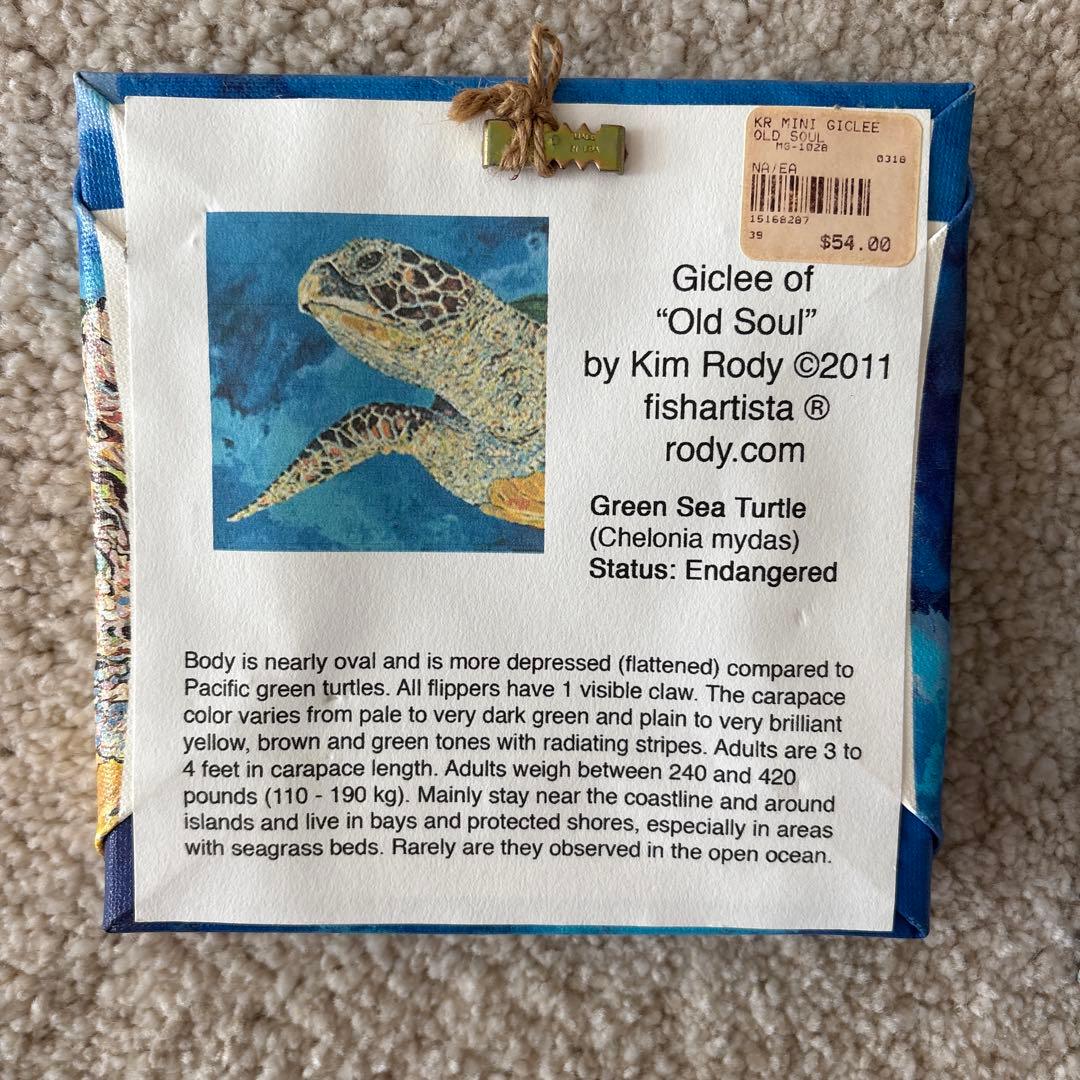 KR MINI GICLEE
OLD SOUL
MG-1028
0318
NA/EA
15168287
39
$54.00
Giclee of
“Old Soul”
by Kim Rody ©2011
fishartista ®
rody.com
Green Sea Turtle
(Chelonia mydas)
Status: Endangered
Body is nearly oval and is more depressed (flattened) compared to
Pacific green turtles. All flippers have 1 visible claw. The carapace
color varies from pale to very dark green and plain to very brilliant
yellow, brown and green tones with radiating stripes. Adults are 3 to
4 feet in carapace length. Adults weigh between 240 and 420
pounds (110 - 190 kg). Mainly stay near the coastline and around
islands and live in bays and protected shores, especially in areas
with seagrass beds. Rarely are they observed in the open ocean.